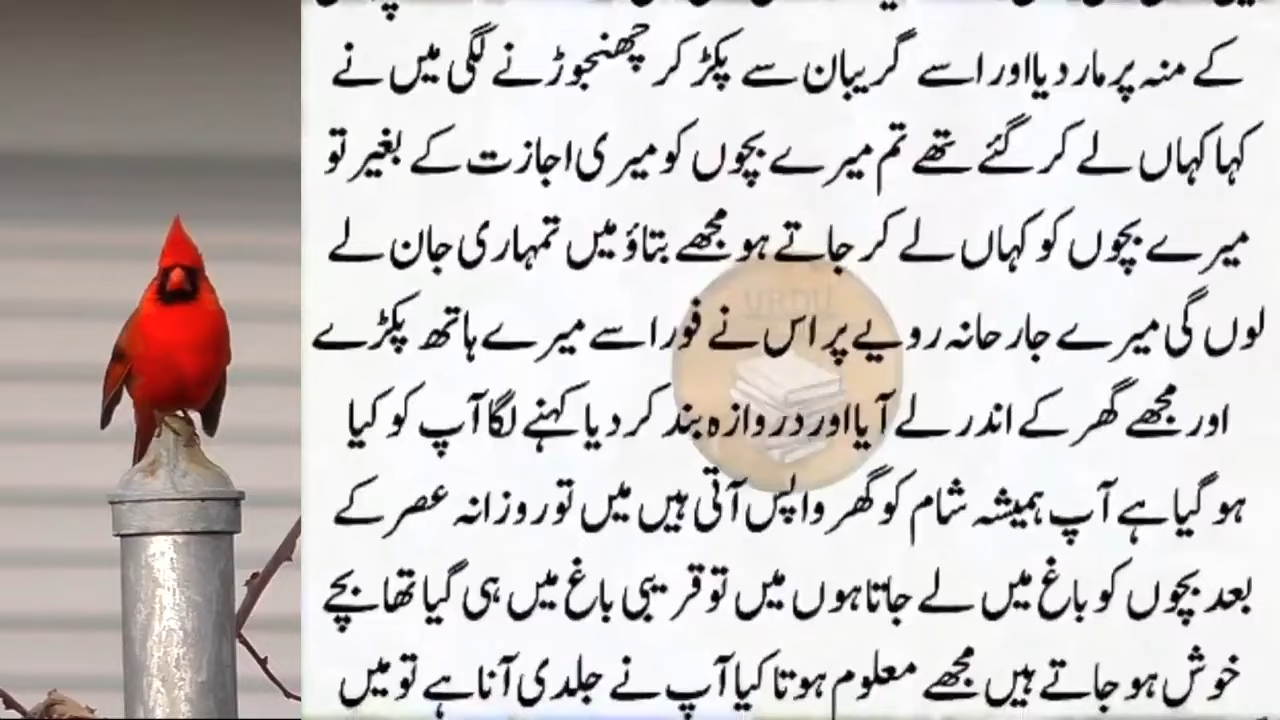 کے منہ پر مار دیا اور اسے گریبان سے پکڑ کر جھنجوڑنے لگی میں نے
کہا کہاں لے کر گئے تھے تم میرے بچوں کو میری اجازت کے بغیر تو
میرے بچوں کو کہاں لے کر جاتے ہو مجھے بتاؤ میں تمہاری جان لے
لوں گی میرے جارحانہ رویے پر اس نے فورا سے میرے ہاتھ پکڑے
اور مجھے گھر کے اندر لے آیا اور دروازہ بند کر دیا کہنے لگا آپ کو کیا
ہو گیا ہے آپ ہمیشہ شام کو گھر واپس آتی ہیں میں تو روزانہ عصر کے
بعد بچوں کو باغ میں لے جاتا ہوں میں تو قریبی باغ میں ہی گیا تھا بچے
خوش ہو جاتے ہیں مجھے معلوم ہوتا کیا آپ نے جلدی آنا ہے تو میں
URDU